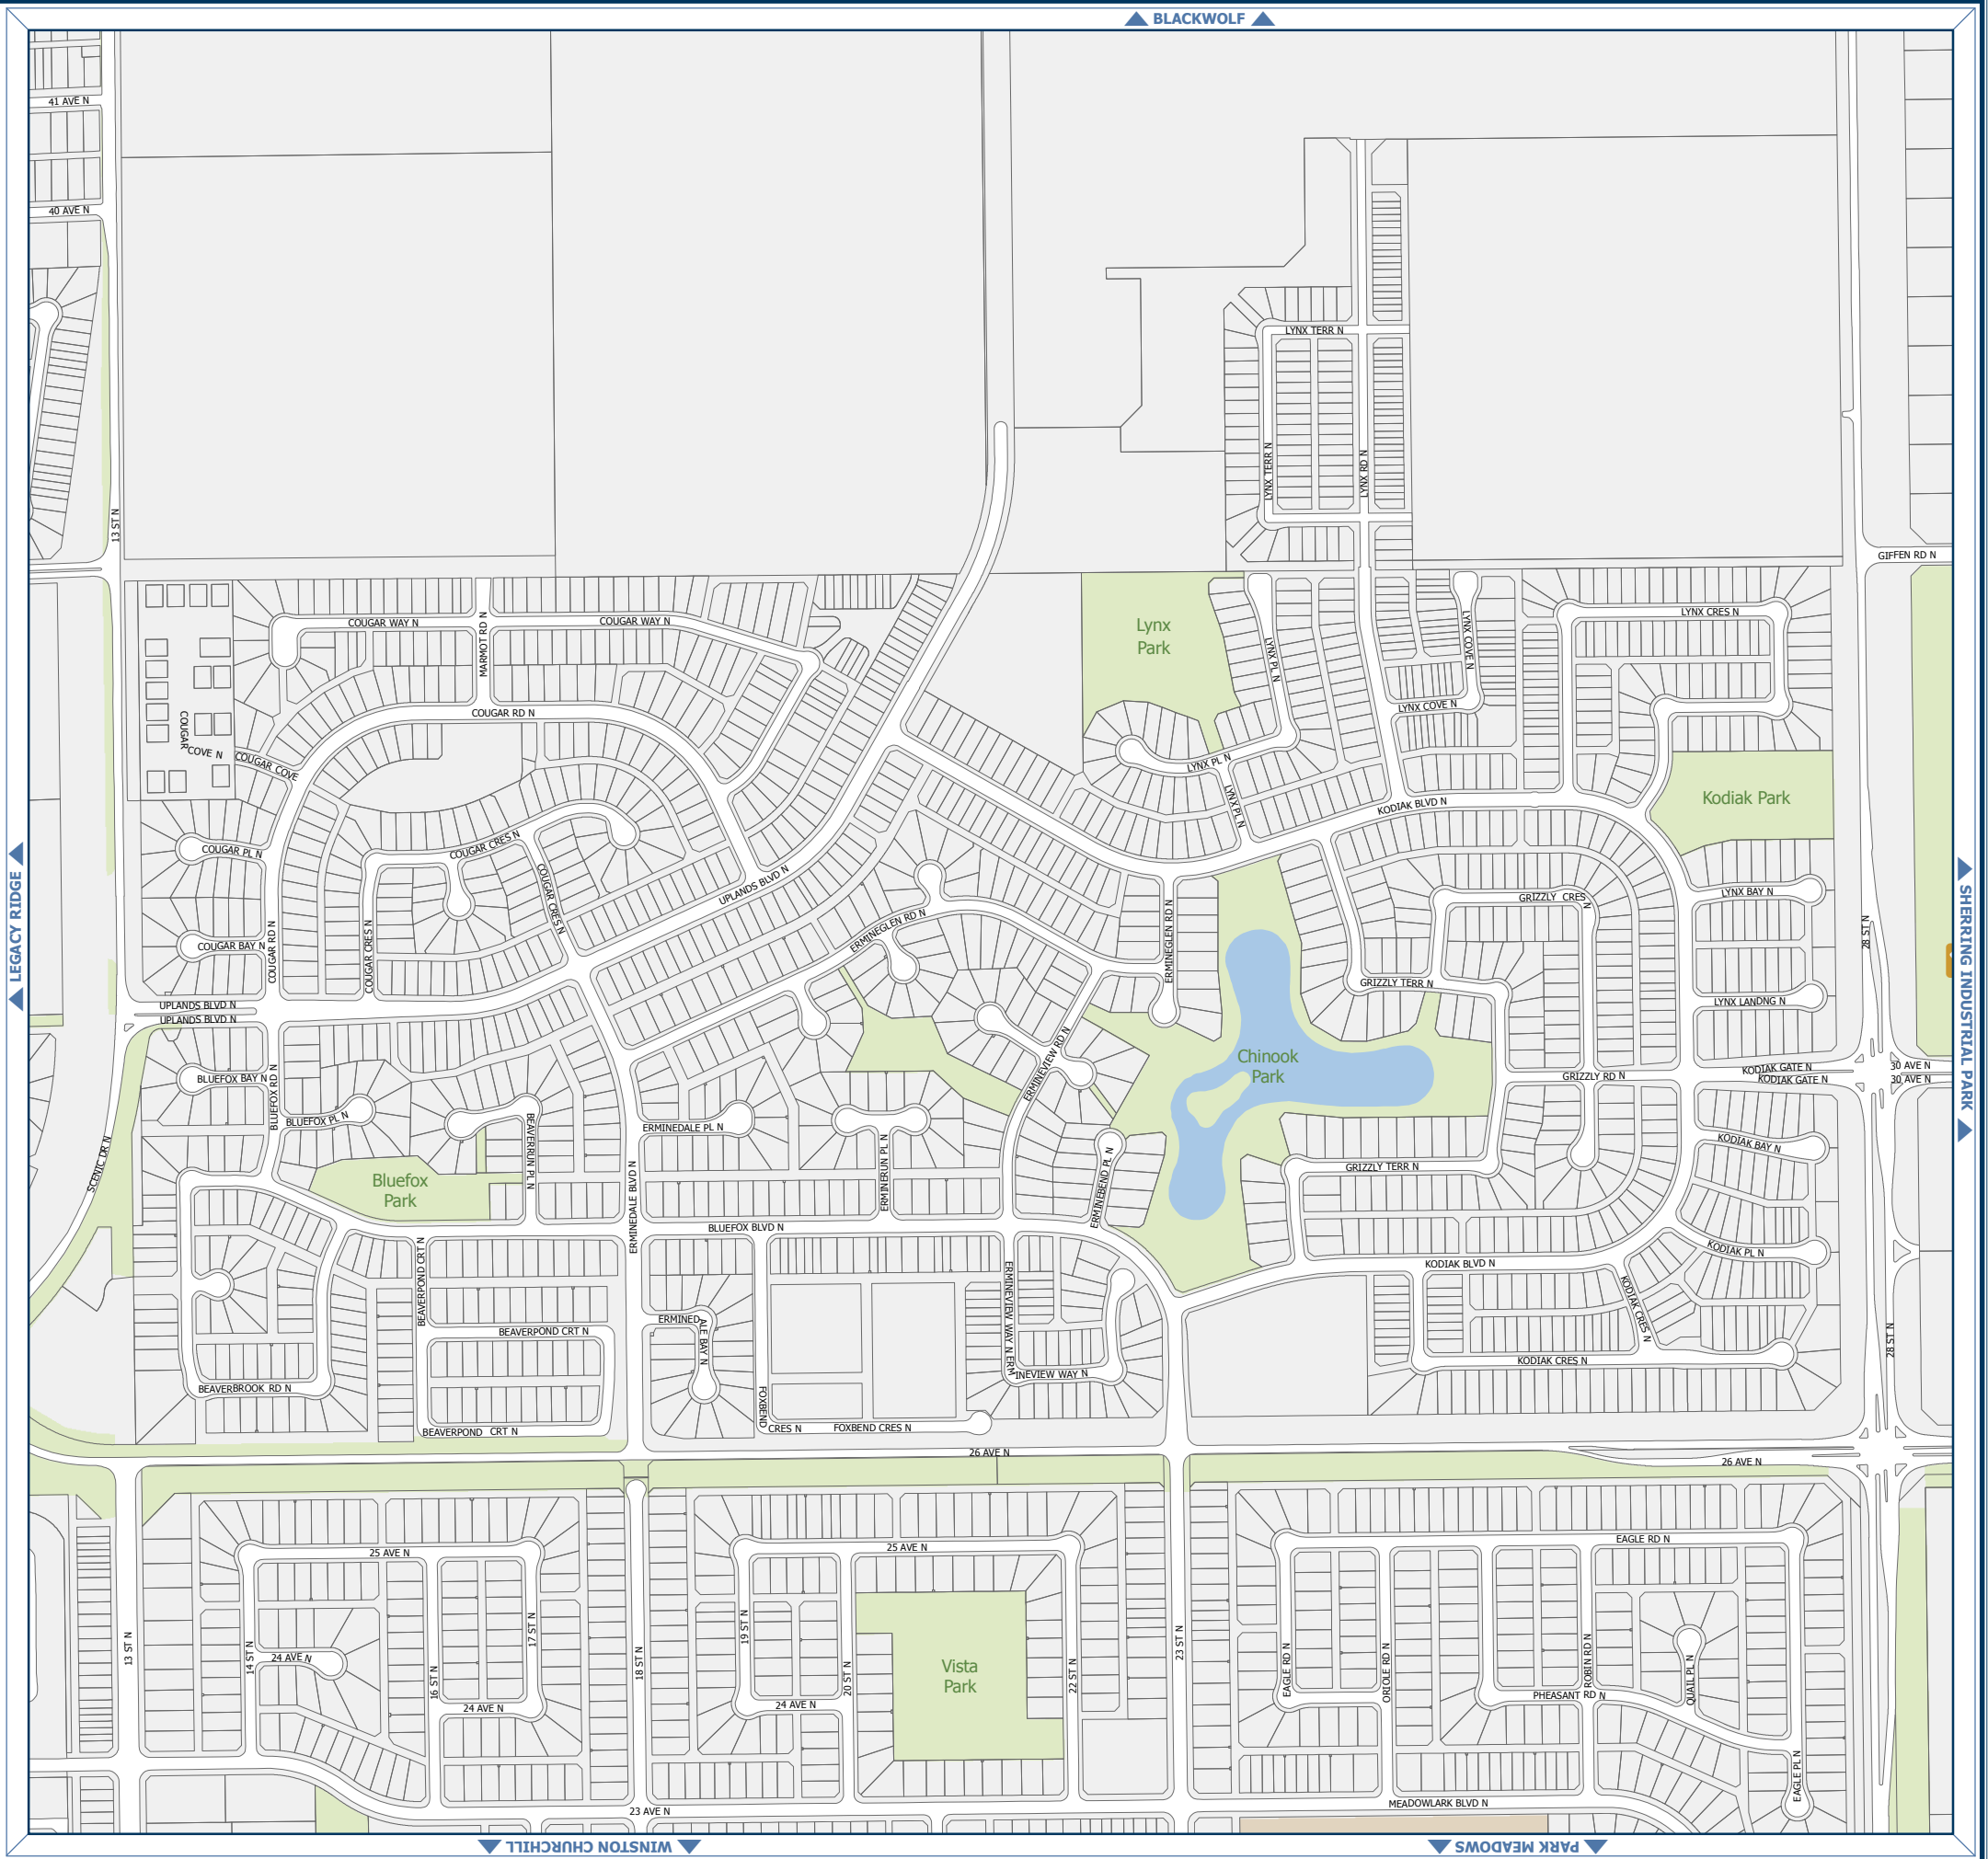 BLACKWOLF
41 AVE N
40 AVE N
13 ST N
LYNX TERR N
LYNX TERR N
LYNX RD N
GIFFEN RD N
COUGAR WAY N
COUGAR WAY N
MARMOT RD N
COUGAR RD N
COUGAR
COVE N
COUGAR COVE
Lynx
Park
LYNX PL N
LYNX COVE N
LYNX COVE N
LYNX CRES N
LYNX PL N
LYNX PL N
KODIAK BLVD N
Kodiak Park
COUGAR PL N
COUGAR CRES N
COUGAR CRES N
COUGAR CRES N
UPLANDS BLVD N
COUGAR BAY N
COUGAR RD N
LEGACY RIDGE
SHERRING INDUSTRIAL PARK
ERMINEGLEN RD N
ERMINEGLEN RD N
GRIZZLY CRES
N
LYNX BAY N
28 ST N
GRIZZLY TERR N
LYNX LANDNG N
UPLANDS BLVD N
UPLANDS BLVD N
BLUEFOX BAY N
BLUEFOX RD N
BLUEFOX PL N
BEAVERRUN PL N
ERMINEDALE PL N
ERMINERUN PL N
ERMINEVIEW RD N
ERMINEBEND PL N
Chinook
Park
GRIZZLY RD N
KODIAK GATE N
KODIAK GATE N
30 AVE N
30 AVE N
KODIAK BAY N
GRIZZLY TERR N
SCENIC DR N
Bluefox
Park
ERMINEDALE BLVD N
BLUEFOX BLVD N
KODIAK PL N
KODIAK BLVD N
KODIAK CRES N
KODIAK CRES N
28 ST N
BEAVERPOND CRT N
BEAVERPOND CRT N
BEAVERPOND CRT N
BEAVERBROOK RD N
ERMINED
ALE BAY N
FOXBEND
CRES N
FOXBEND CRES N
ERMINEVIEW WAY N
ERM
INEVIEW WAY N
26 AVE N
26 AVE N
25 AVE N
25 AVE N
EAGLE RD N
13 ST N
14 ST N
24 AVE N
16 ST N
17 ST N
24 AVE N
18 ST N
19 ST N
20 ST N
24 AVE N
Vista
Park
22 ST N
23 ST N
EAGLE RD N
ORIOLE RD N
ROBIN RD N
PHEASANT RD N
QUAIL PL N
EAGLE PL N
23 AVE N
MEADOWLARK BLVD N
WINSTON CHURCHILL
PARK MEADOWS